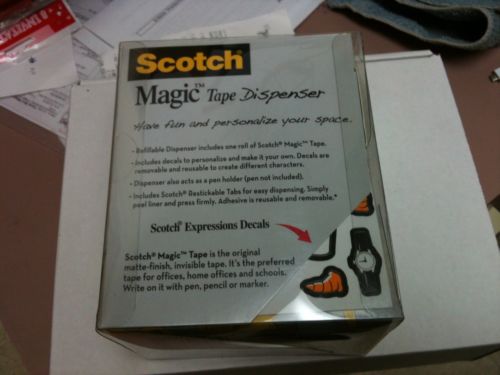 Scotch
Magic™ Tape Dispenser
Have fun and personalize your space.
- Refillable Dispenser includes one roll of Scotch® Magic™ Tape.
- Includes decals to personalize and make it your own. Decals are
removable and reusable to create different characters.
- Dispenser also acts as a pen holder (pen not included).
- Includes Scotch® Restickable Tabs for easy dispensing. Simply
peel liner and press firmly. Adhesive is reusable and removable.*
Scotch® Expressions Decals
Scotch® Magic™ Tape is the original
matte-finish, invisible tape. It's the preferred
tape for offices, home offices and schools.
Write on it with pen, pencil or marker.